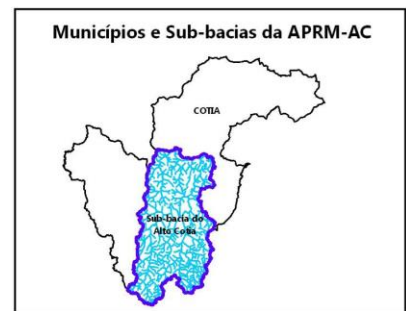 Municípios e Sub-bacias da APRM-AC
COTIA
Sub-bacia do
Alto Cotia